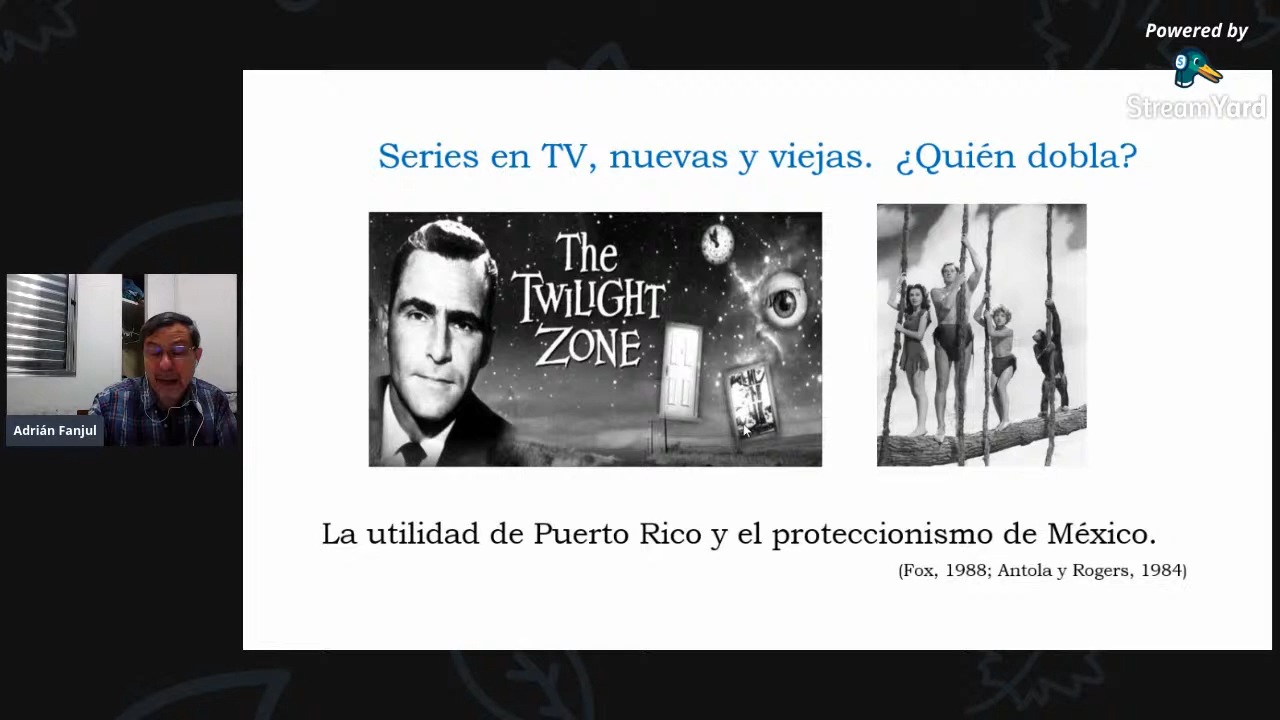 Powered by
StreamYard
Series en TV, nuevas y viejas. ¿Quién dobla?
The
TWILIGHT
ZONE
Adrián Fanjul
La utilidad de Puerto Rico y el proteccionismo de México.
(Fox, 1988; Antola y Rogers, 1984)